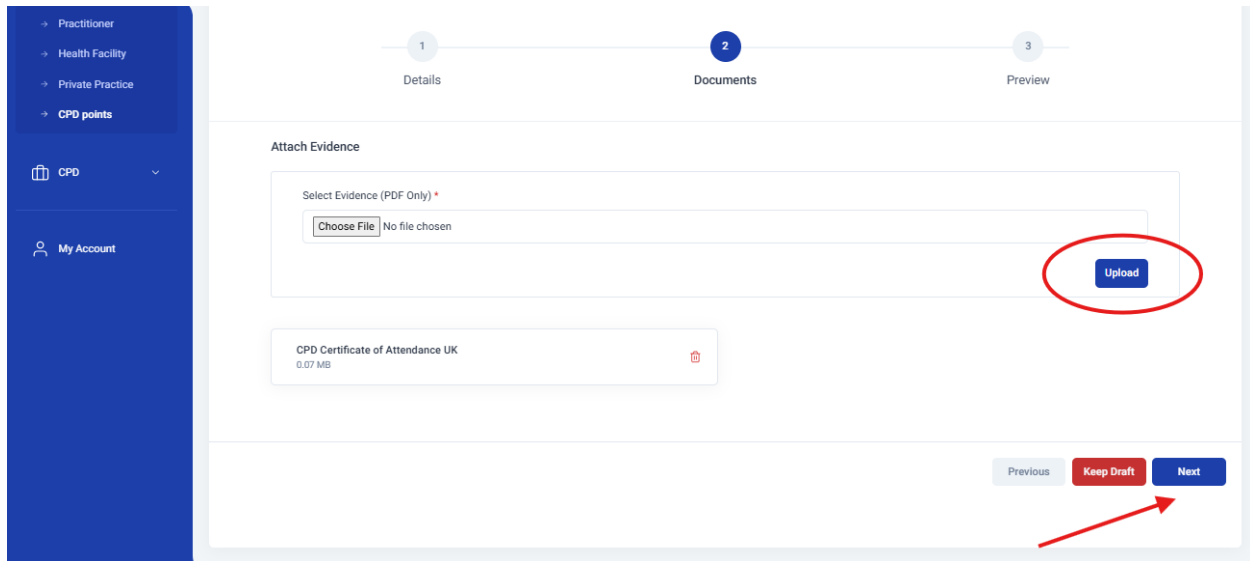 Practitioner
Health Facility
Private Practice
CPD points
CPD
My Account
1
2
3
Details
Documents
Preview
Attach Evidence
Select Evidence (PDF Only) *
Choose File No file chosen
Upload
CPD Certificate of Attendance UK
0.07 MB
Previous
Keep Draft
Next